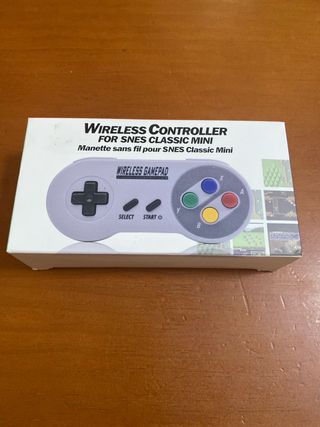 WIRELESS CONTROLLER
FOR SNES CLASSIC MINI
Manette sans fil pour SNES Classic Mini
WIRELESS GAMEPAD
SELECT START
X
Y A
B